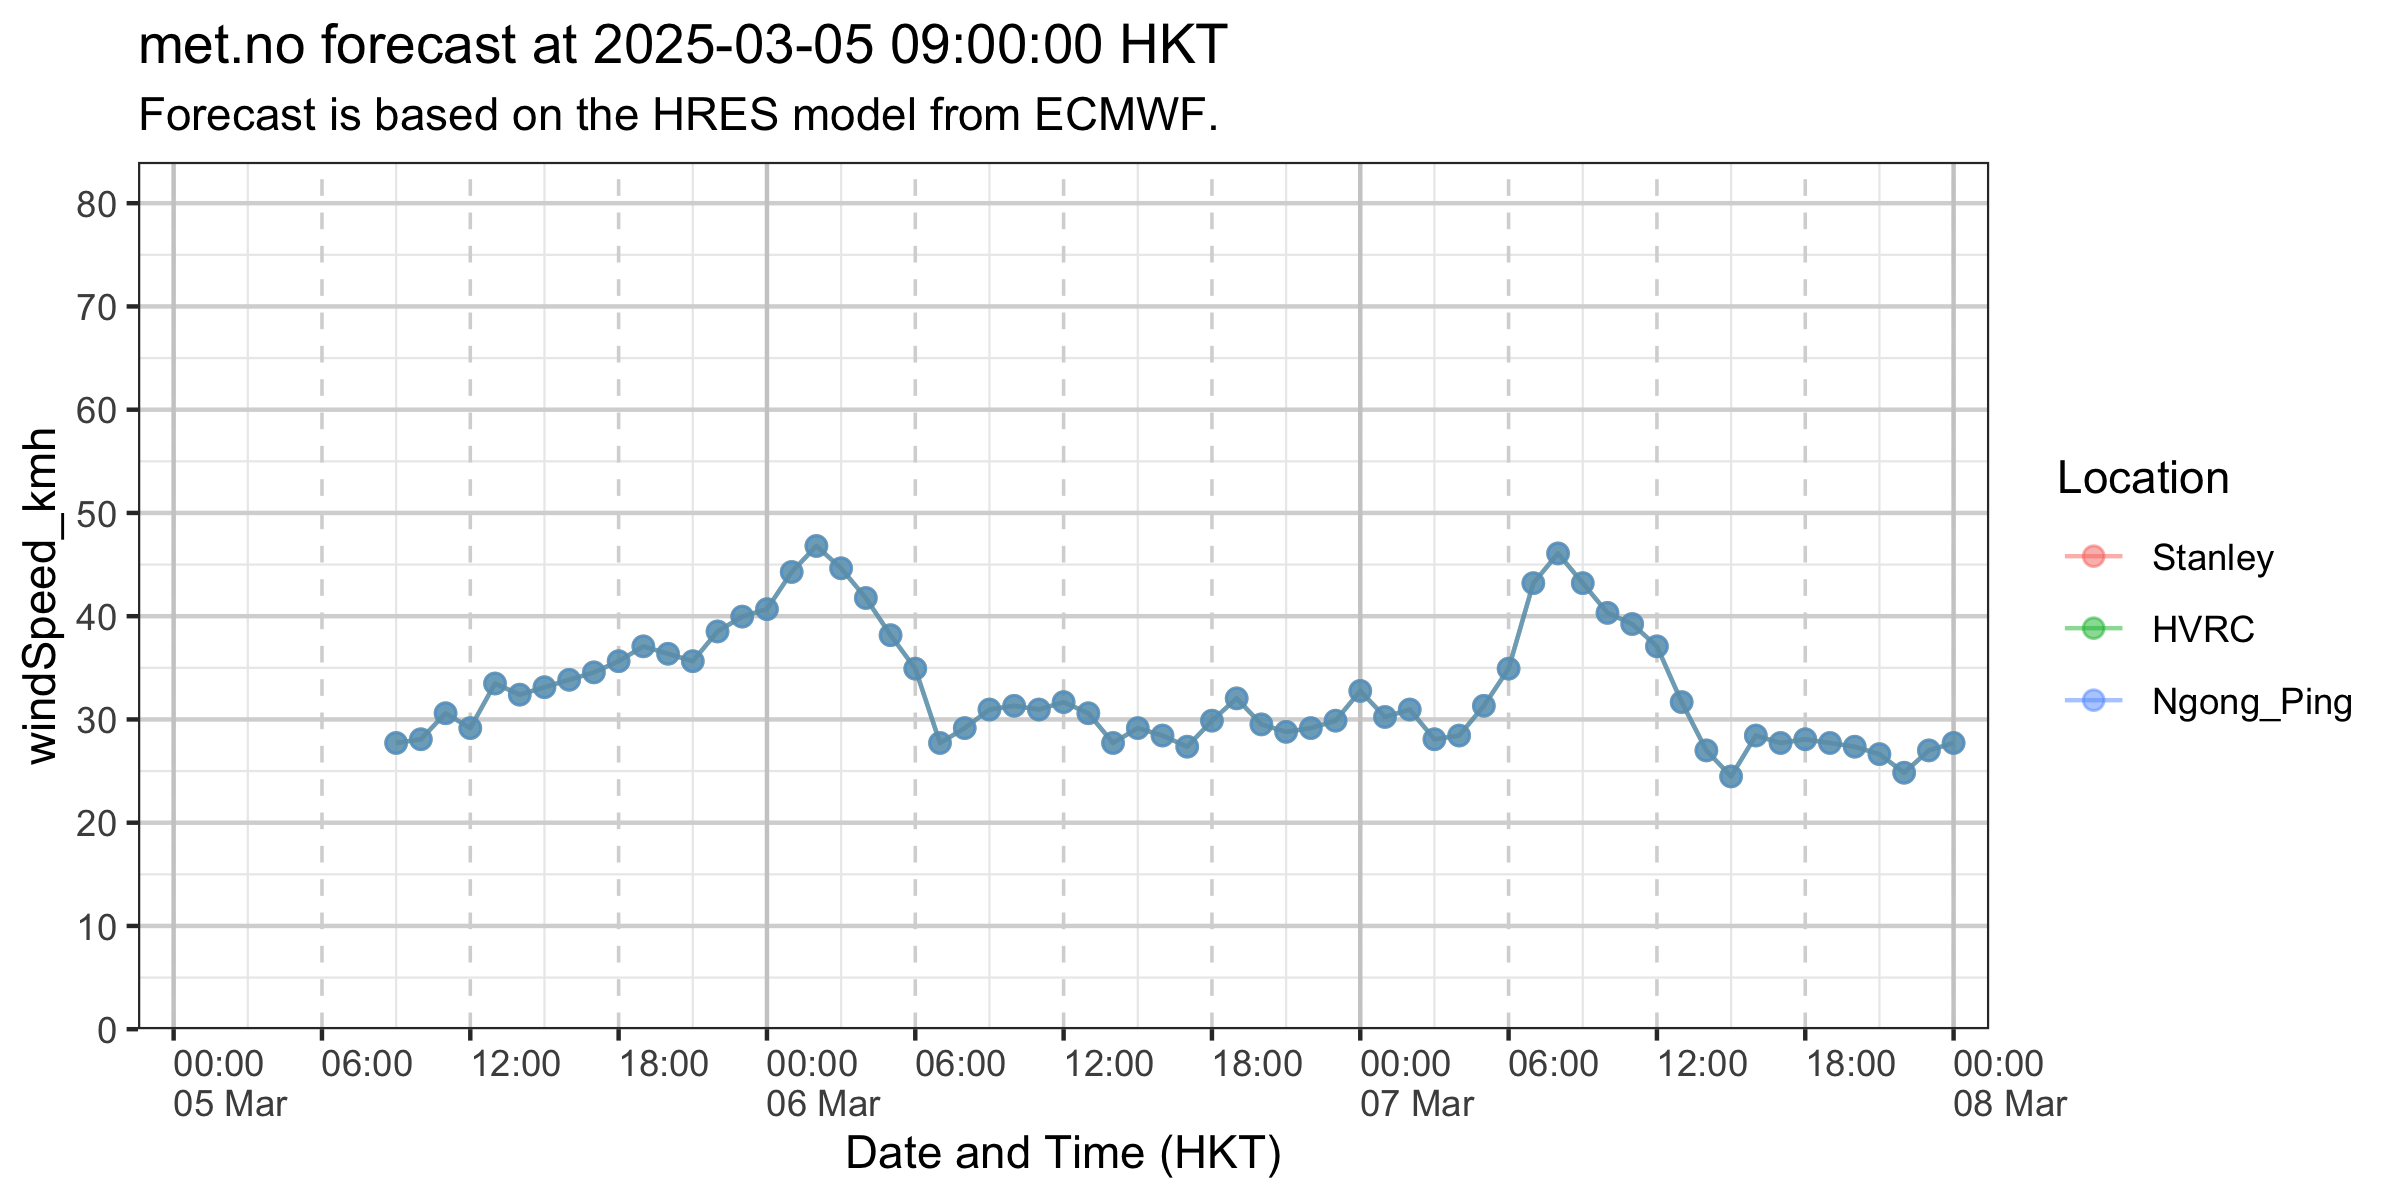 met.no forecast at 2025-03-05 09:00:00 HKT
Forecast is based on the HRES model from ECMWF.
windSpeed_kmh
80
70
60
50
40
30
20
10
0
00:00 06:00 12:00 18:00 00:00 06:00 12:00 18:00 00:00 06:00 12:00 18:00 00:00
05 Mar 06 Mar 07 Mar 08 Mar
Date and Time (HKT)
Location
Stanley
HVRC
Ngong_Ping